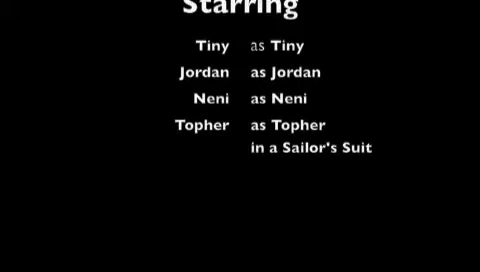 Starring
Tiny as Tiny
Jordan as Jordan
Neni as Neni
Topher as Topher
in a Sailor's Suit